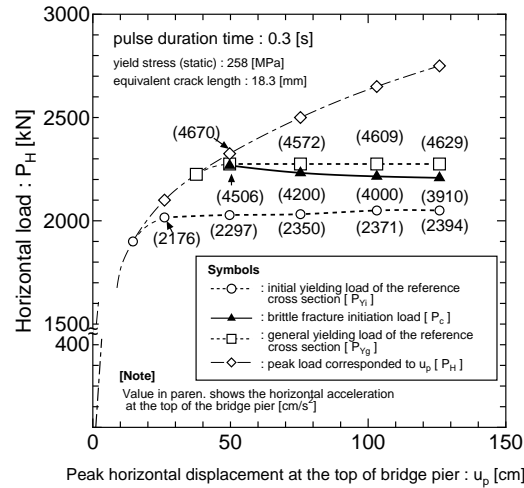 pulse duration time : 0.3 [s]
yield stress (static) : 258 [MPa]
equivalent crack length : 18.3 [mm]
Horizontal load : P_H [kN]
3000
2500
2000
1500
400
0
(4670)
(4572)
(4609)
(4629)
(4506)
(4200)
(4000)
(3910)
(2176)
(2297)
(2350)
(2371)
(2394)
Symbols
: initial yielding load of the reference
cross section [ P_Yi ]
: brittle fracture initiation load [ P_c ]
: general yielding load of the reference
cross section [ P_Yg ]
: peak load corresponded to u_p [ P_H ]
[Note]
Value in paren. shows the horizontal acceleration
at the top of the bridge pier [cm/s²]
0
50
100
150
Peak horizontal displacement at the top of bridge pier : u_p [cm]